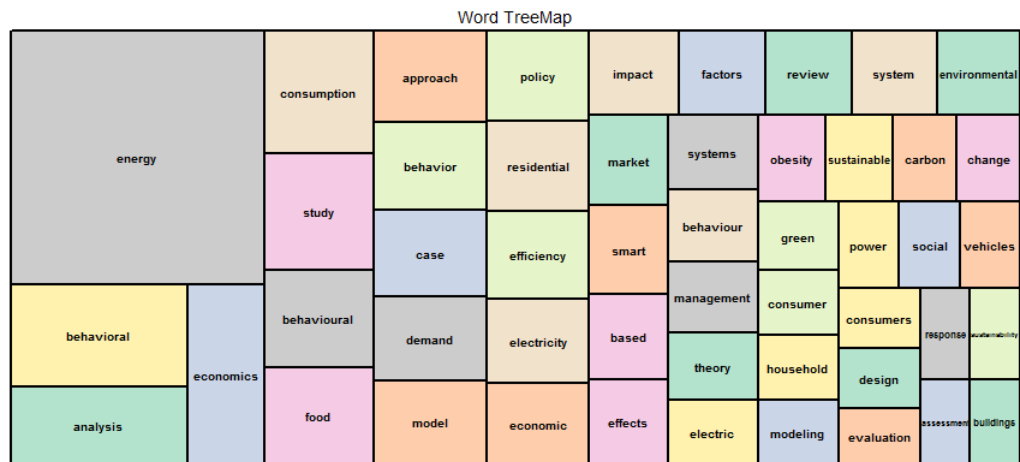 Word TreeMap
energy
behavioral
analysis
economics
consumption
study
behavioural
food
approach
behavior
case
demand
model
policy
residential
efficiency
electricity
economic
impact
factors
review
system
environmental
market
smart
based
effects
systems
behaviour
management
theory
electric
obesity
sustainable
carbon
change
green
consumer
household
modeling
power
social
vehicles
consumers
design
evaluation
response
sustainability
assessment
buildings